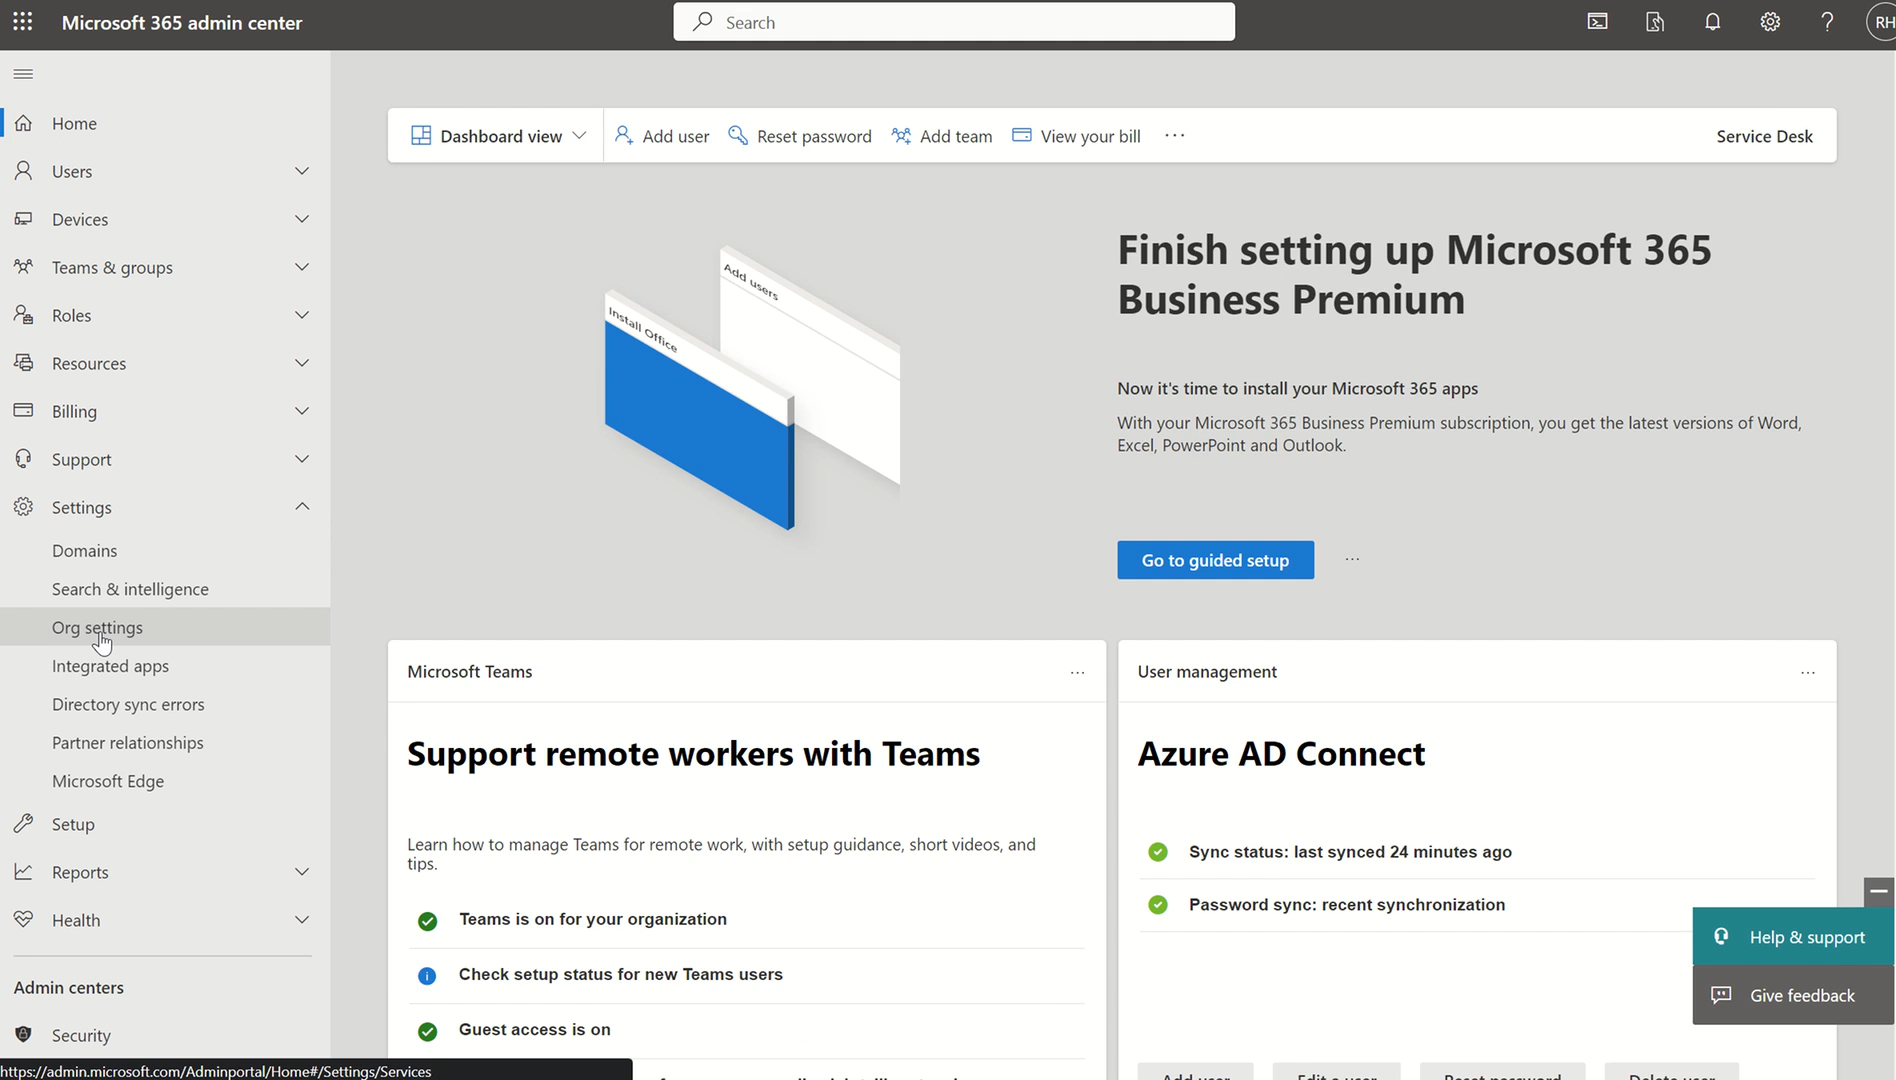 Microsoft 365 admin center
Search
RH
Home
Users
Devices
Teams & groups
Roles
Resources
Billing
Support
Settings
Domains
Search & intelligence
Org settings
Integrated apps
Directory sync errors
Partner relationships
Microsoft Edge
Setup
Reports
Health
Admin centers
Security
https://admin.microsoft.com/Adminportal/Home#/Settings/Services
Dashboard view
Add user
Reset password
Add team
View your bill
Service Desk
Add users
Install Office
Finish setting up Microsoft 365
Business Premium
Now it's time to install your Microsoft 365 apps
With your Microsoft 365 Business Premium subscription, you get the latest versions of Word,
Excel, PowerPoint and Outlook.
Go to guided setup
Microsoft Teams
Support remote workers with Teams
Learn how to manage Teams for remote work, with setup guidance, short videos, and
tips.
Teams is on for your organization
Check setup status for new Teams users
Guest access is on
User management
Azure AD Connect
Sync status: last synced 24 minutes ago
Password sync: recent synchronization
Add user
Edit a user
Reset password
Delete user
Help & support
Give feedback